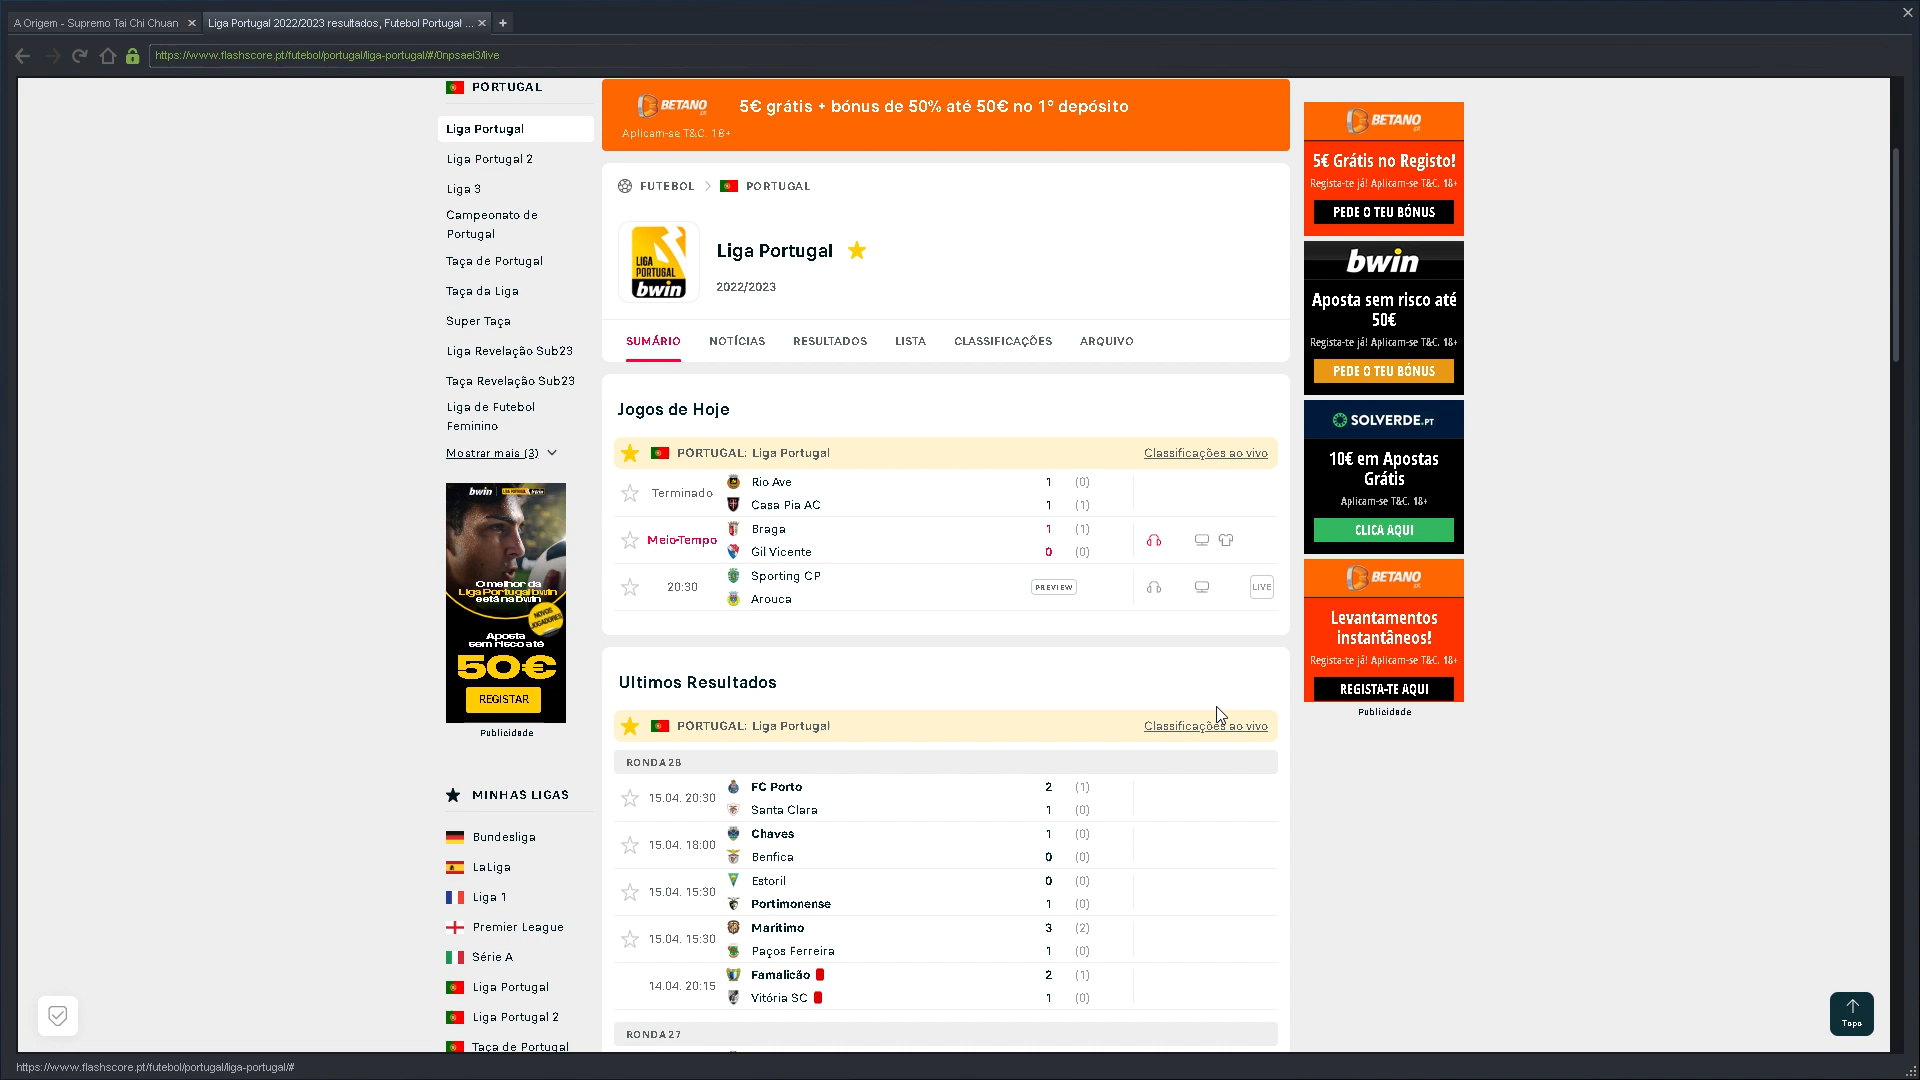 A Origem - Supremo Tai Chi Chuan
Liga Portugal 2022/2023 resultados, Futebol Portugal ...
https://www.flashscore.pt/futebol/portugal/liga-portugal/#/0npsaei3/live
PORTUGAL
Liga Portugal
Liga Portugal 2
Liga 3
Campeonato de
Portugal
Taça de Portugal
Taça da Liga
Super Taça
Liga Revelação Sub23
Taça Revelação Sub23
Liga de Futebol
Feminino
Mostrar mais (3)
bwin
O melhor da
Liga Portugal bwin
está na bwin
NOVOS
JOGADORES
Aposta
sem risco até
50€
REGISTAR
Publicidade
MINHAS LIGAS
Bundesliga
LaLiga
Liga 1
Premier League
Série A
Liga Portugal
Liga Portugal 2
Taça de Portugal
BETANO
5€ grátis + bónus de 50% até 50€ no 1º depósito
Aplicam-se T&C. 18+
FUTEBOL
PORTUGAL
LIGA
PORTUGAL
bwin
Liga Portugal
2022/2023
SUMÁRIO NOTÍCIAS RESULTADOS LISTA CLASSIFICAÇÕES ARQUIVO
Jogos de Hoje
PORTUGAL: Liga Portugal Classificações ao vivo
Terminado
Rio Ave 1 (0)
Casa Pia AC 1 (1)
Meio-Tempo
Braga 1 (1)
Gil Vicente 0 (0)
20:30
Sporting CP
Arouca
PREVIEW
LIVE
Ultimos Resultados
PORTUGAL: Liga Portugal Classificações ao vivo
RONDA 28
15.04. 20:30
FC Porto 2 (1)
Santa Clara 1 (0)
15.04. 18:00
Chaves 1 (0)
Benfica 0 (0)
15.04. 15:30
Estoril 0 (0)
Portimonense 1 (0)
15.04. 15:30
Marítimo 3 (2)
Paços Ferreira 1 (0)
14.04. 20:15
Famalicão 2 (1)
Vitória SC 1 (0)
RONDA 27
BETANO.pt
5€ Grátis no Registo!
Regista-te já! Aplicam-se T&C. 18+
PEDE O TEU BÓNUS
bwin
Aposta sem risco até
50€
Regista-te já! Aplicam-se T&C. 18+
PEDE O TEU BÓNUS
SOLVERDE.PT
10€ em Apostas
Grátis
Aplicam-se T&C. 18+
CLICA AQUI
BETANO.pt
Levantamentos
instantâneos!
Regista-te já! Aplicam-se T&C. 18+
REGISTA-TE AQUI
Publicidade
Topo
https://www.flashscore.pt/futebol/portugal/liga-portugal/#